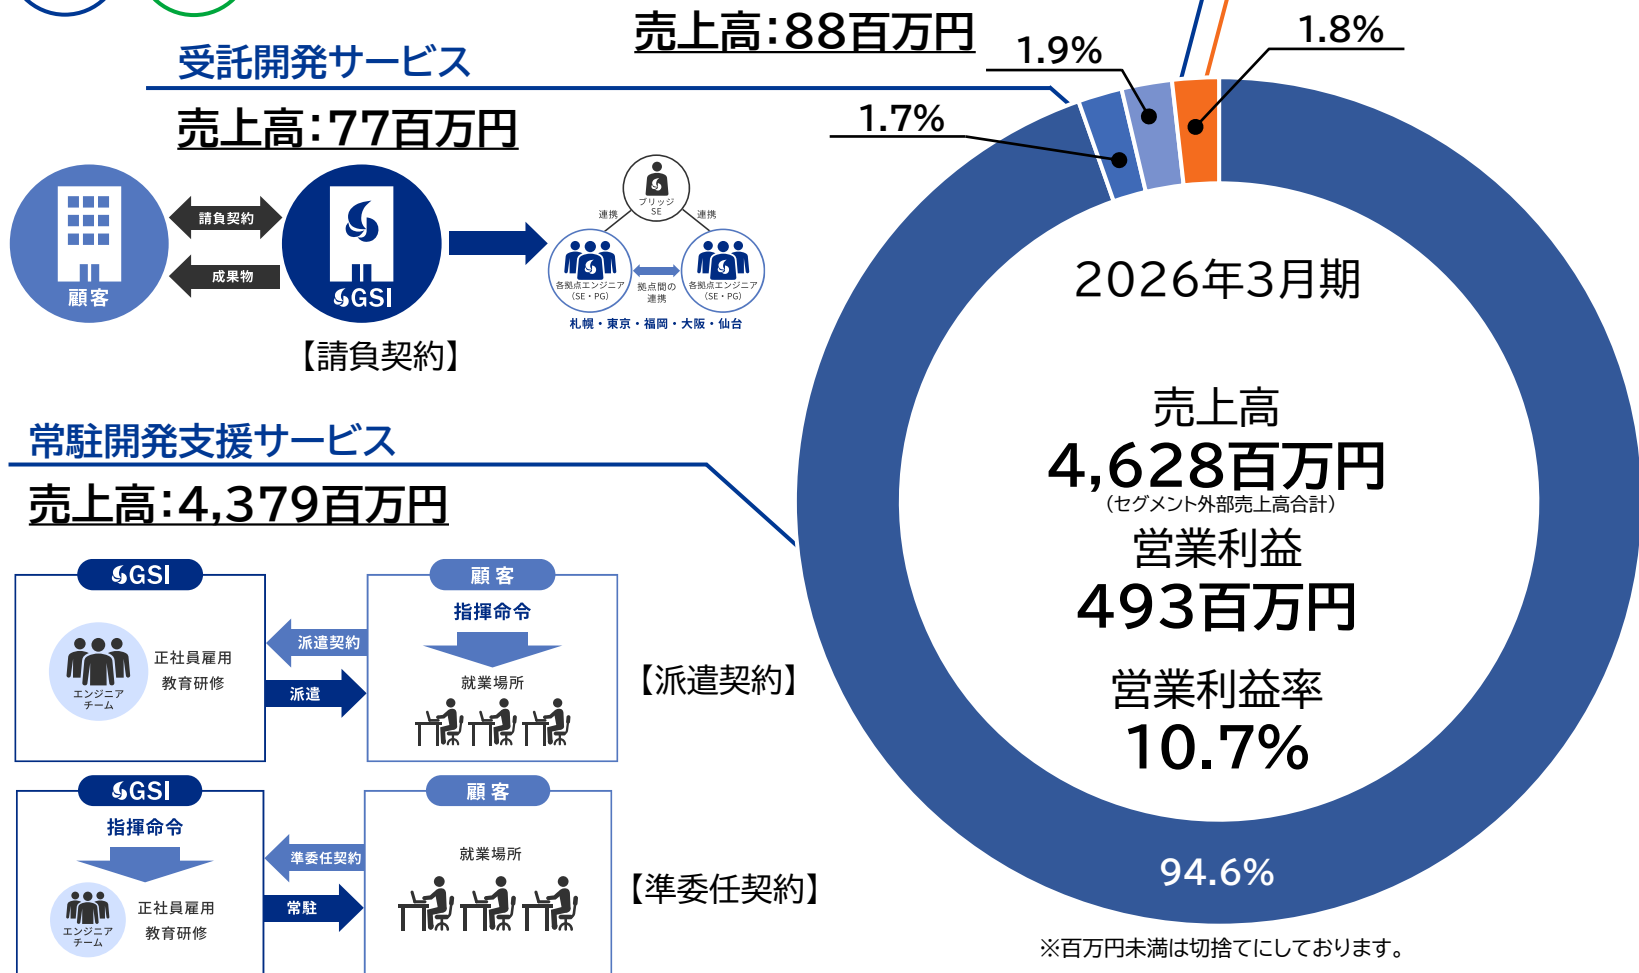 売上高:88百万円
1.9%
1.8%
受託開発サービス
売上高:77百万円
1.7%
顧客
請負契約
成果物
GSI
ブリッジ
SE
連携
連携
各拠点エンジニア
(SE・PG)
拠点間の
連携
各拠点エンジニア
(SE・PG)
札幌・東京・福岡・大阪・仙台
【請負契約】
2026年3月期
売上高
4,628百万円
(セグメント外部売上高合計)
営業利益
493百万円
営業利益率
10.7%
94.6%
※百万円未満は切捨てにしております。
常駐開発支援サービス
売上高:4,379百万円
GSI
エンジニア
チーム
正社員雇用
教育研修
派遣契約
派遣
顧客
指揮命令
就業場所
【派遣契約】
GSI
指揮命令
エンジニア
チーム
正社員雇用
教育研修
準委任契約
常駐
顧客
就業場所
【準委任契約】